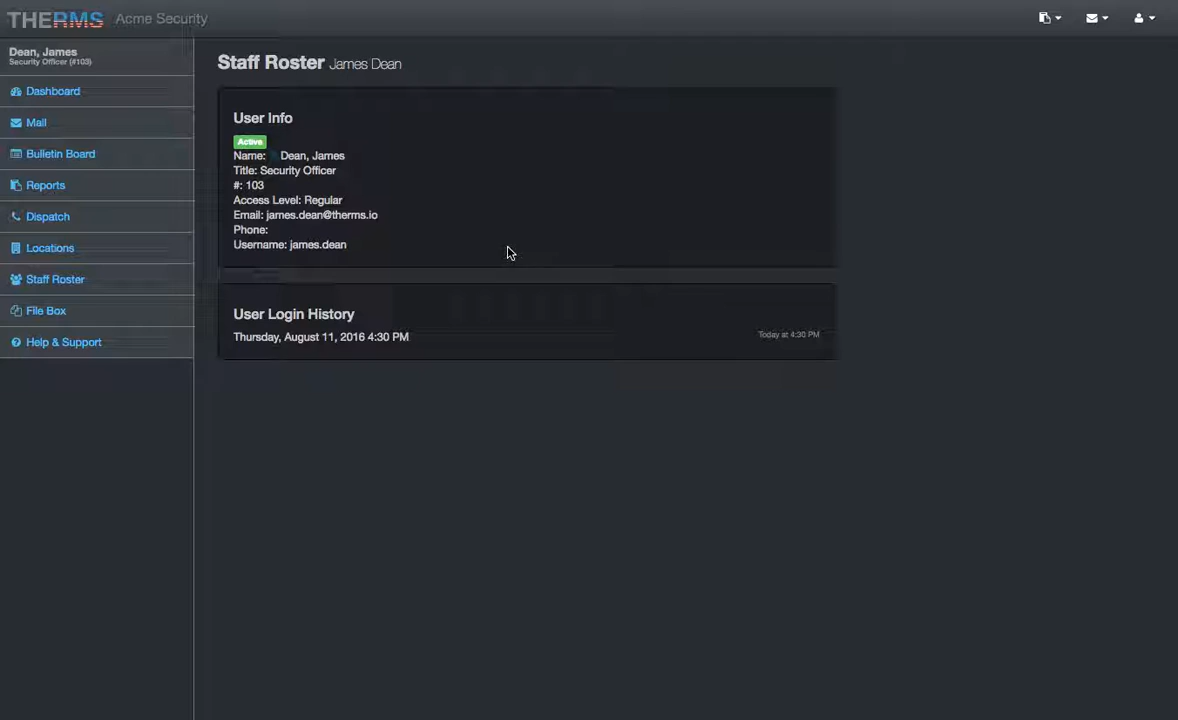 THERMS Acme Security
Dean, James
Security Officer (#103)
Dashboard
Mail
Bulletin Board
Reports
Dispatch
Locations
Staff Roster
File Box
Help & Support
Staff Roster James Dean
User Info
Active
Name: Dean, James
Title: Security Officer
#: 103
Access Level: Regular
Email: james.dean@therms.io
Phone:
Username: james.dean
User Login History
Thursday, August 11, 2016 4:30 PM
Today at 4:30 PM